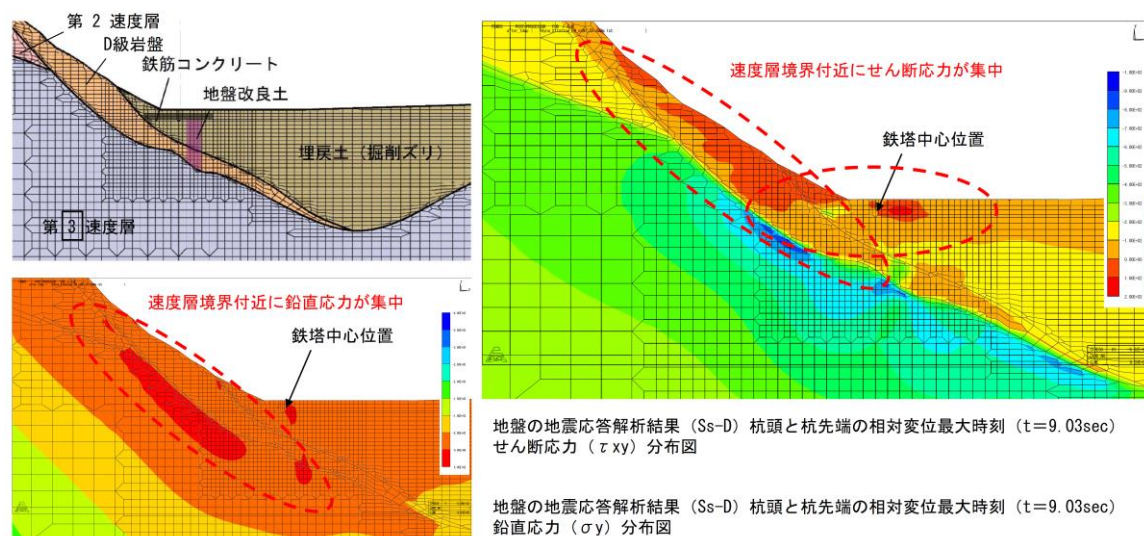 第2速度層
D級岩盤
鉄筋コンクリート
地盤改良土
埋戻土(掘削ズリ)
第3速度層
速度層境界付近にせん断応力が集中
鉄塔中心位置
速度層境界付近に鉛直応力が集中
鉄塔中心位置
地盤の地震応答解析結果(Ss-D)杭頭と杭先端の相対変位最大時刻(t=9.03sec)
せん断応力(τxy)分布図
地盤の地震応答解析結果(Ss-D)杭頭と杭先端の相対変位最大時刻(t=9.03sec)
鉛直応力(σy)分布図